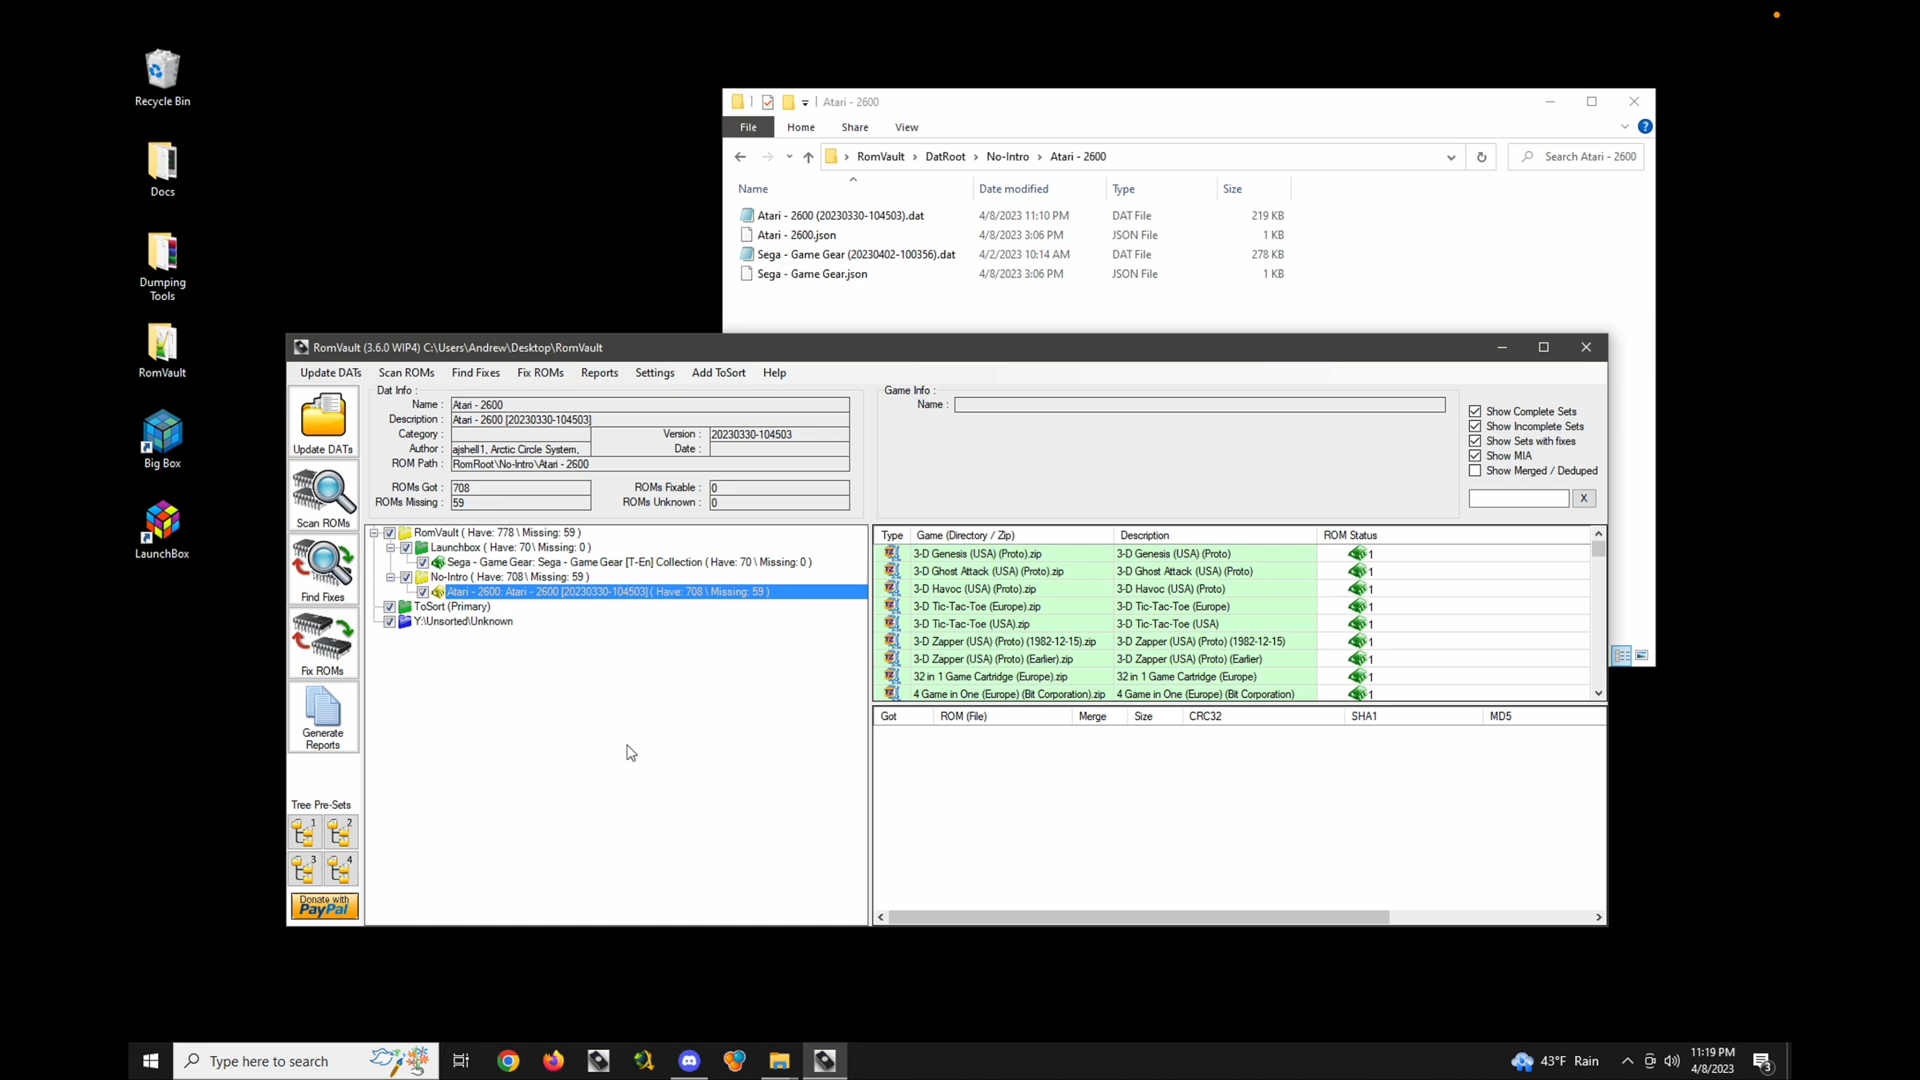 Recycle Bin
Docs
Dumping
Tools
RomVault
Big Box
LaunchBox
Atari - 2600
File Home Share View
RomVault DatRoot No-Intro Atari - 2600
Search Atari - 2600
Name Date modified Type Size
Atari - 2600 (20230330-104503).dat 4/8/2023 11:10 PM DAT File 219 KB
Atari - 2600.json 4/8/2023 3:06 PM JSON File 1 KB
Sega - Game Gear (20230402-100356).dat 4/2/2023 10:14 AM DAT File 278 KB
Sega - Game Gear.json 4/8/2023 3:06 PM JSON File 1 KB
RomVault (3.6.0 WIP4) C:\Users\Andrew\Desktop\RomVault
Update DATs Scan ROMs Find Fixes Fix ROMs Reports Settings Add ToSort Help
Update DATs
Scan ROMs
Find Fixes
Fix ROMs
Generate
Reports
Tree Pre-Sets
1 2
3 4
Donate with
PayPal
Dat Info :
Name : Atari - 2600
Description : Atari - 2600 [20230330-104503]
Category : Version : 20230330-104503
Author : ajshell1, Arctic Circle System, Date :
ROM Path : RomRoot\No-Intro\Atari - 2600
ROMs Got : 708 ROMs Fixable : 0
ROMs Missing : 59 ROMs Unknown : 0
Game Info :
Name :
Show Complete Sets
Show Incomplete Sets
Show Sets with fixes
Show MIA
Show Merged / Deduped
X
RomVault ( Have: 778 \ Missing: 59 )
Launchbox ( Have: 70 \ Missing: 0 )
Sega - Game Gear: Sega - Game Gear [T-En] Collection ( Have: 70 \ Missing: 0 )
No-Intro ( Have: 708 \ Missing: 59 )
Atari - 2600: Atari - 2600 [20230330-104503] ( Have: 708 \ Missing: 59 )
ToSort (Primary)
Y:\Unsorted\Unknown
Type Game (Directory / Zip) Description ROM Status
3-D Genesis (USA) (Proto).zip 3-D Genesis (USA) (Proto) 1
3-D Ghost Attack (USA) (Proto).zip 3-D Ghost Attack (USA) (Proto) 1
3-D Havoc (USA) (Proto).zip 3-D Havoc (USA) (Proto) 1
3-D Tic-Tac-Toe (Europe).zip 3-D Tic-Tac-Toe (Europe) 1
3-D Tic-Tac-Toe (USA).zip 3-D Tic-Tac-Toe (USA) 1
3-D Zapper (USA) (Proto) (1982-12-15).zip 3-D Zapper (USA) (Proto) (1982-12-15) 1
3-D Zapper (USA) (Proto) (Earlier).zip 3-D Zapper (USA) (Proto) (Earlier) 1
32 in 1 Game Cartridge (Europe).zip 32 in 1 Game Cartridge (Europe) 1
4 Game in One (Europe) (Bit Corporation).zip 4 Game in One (Europe) (Bit Corporation) 1
Got ROM (File) Merge Size CRC32 SHA1 MD5
Type here to search
43°F Rain
11:19 PM
4/8/2023
3